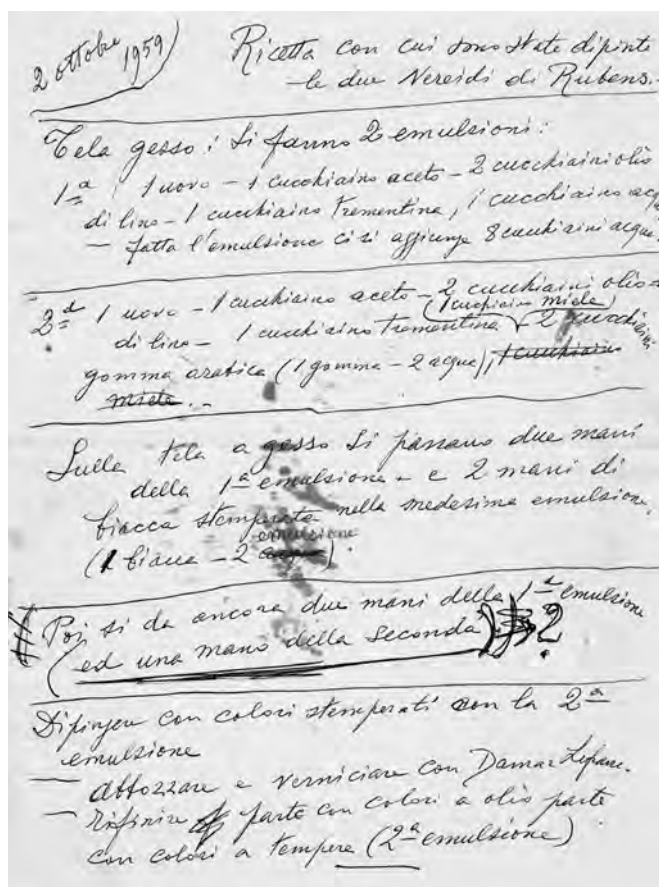 2 ottobre 1959)
Ricetta con cui sono state dipinte
le due Nereidi di Rubens.
Tela gesso: Si fanno 2 emulsioni:
1ª, 1 uovo – 1 cucchiaino aceto – 2 cucchiaini olio
di lino – 1 cucchiaino trementina, 1 cucchiaino acq
— fatta l'emulsione ci si aggiunge 8 cucchiaini acqua.
2ª 1 uovo – 1 cucchiaino aceto – 2 cucchiaini olio
(1 cucchiaino miele)
di lino – 1 cucchiaino trementina – 2 cucchiaini
gomma arabica (1 gomma – 2 acqua), 1 cucchiaino
miele. –
Sulla tela a gesso si passano due mani
della 1ª emulsione – e 2 mani di
biacca stemperata nella medesima emulsione,
emulsione
(1 biacca – 2 acqua).
Poi si da ancora due mani della 1ª emulsione
(ed una mano della seconda) ?
Dipingere con colori stemperati con la 2ª
emulsione
— abbozzare e verniciare con Damar Lefranc.
— rifinire parte con colori a olio parte
con colori a tempera (2ª emulsione)